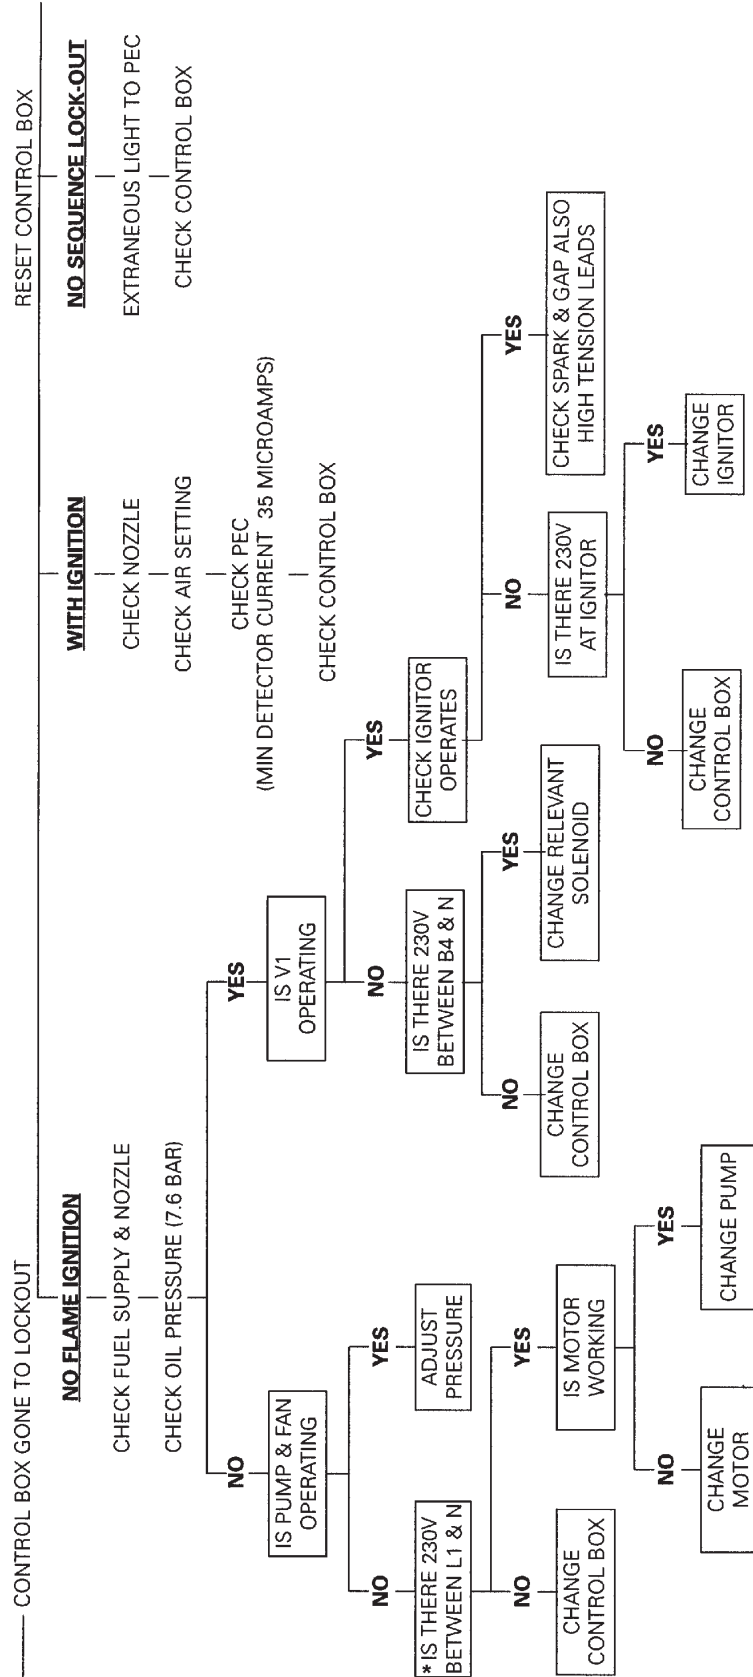 CONTROL BOX GONE TO LOCKOUT
RESET CONTROL BOX
NO FLAME IGNITION
CHECK FUEL SUPPLY & NOZZLE
CHECK OIL PRESSURE (7.6 BAR)
NO
YES
IS PUMP & FAN
OPERATING
NO
YES
*IS THERE 230V
BETWEEN L1 & N
ADJUST
PRESSURE
NO
YES
CHANGE
CONTROL BOX
IS MOTOR
WORKING
NO
YES
CHANGE
MOTOR
CHANGE PUMP
IS V1
OPERATING
NO
YES
IS THERE 230V
BETWEEN B4 & N
CHECK IGNITOR
OPERATES
NO
YES
CHANGE
CONTROL BOX
CHANGE RELEVANT
SOLENOID
NO
YES
IS THERE 230V
AT IGNITOR
CHECK SPARK & GAP ALSO
HIGH TENSION LEADS
NO
YES
CHANGE
CONTROL BOX
CHANGE
IGNITOR
WITH IGNITION
CHECK NOZZLE
CHECK AIR SETTING
CHECK PEC
(MIN DETECTOR CURRENT 35 MICROAMPS)
CHECK CONTROL BOX
NO SEQUENCE LOCK-OUT
EXTRANEOUS LIGHT TO PEC
CHECK CONTROL BOX